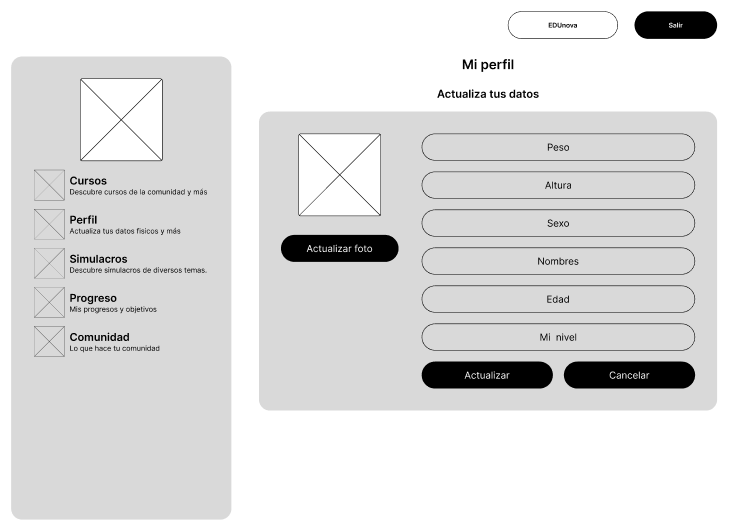 EDUnova
Salir
Mi perfil
Actualiza tus datos
Cursos
Descubre cursos de la comunidad y más
Perfil
Actualiza tus datos fisicos y más
Simulacros
Descubre simulacros de diversos temas.
Progreso
Mis progresos y objetivos
Comunidad
Lo que hace tu comunidad
Actualizar foto
Peso
Altura
Sexo
Nombres
Edad
Mi nivel
Actualizar
Cancelar